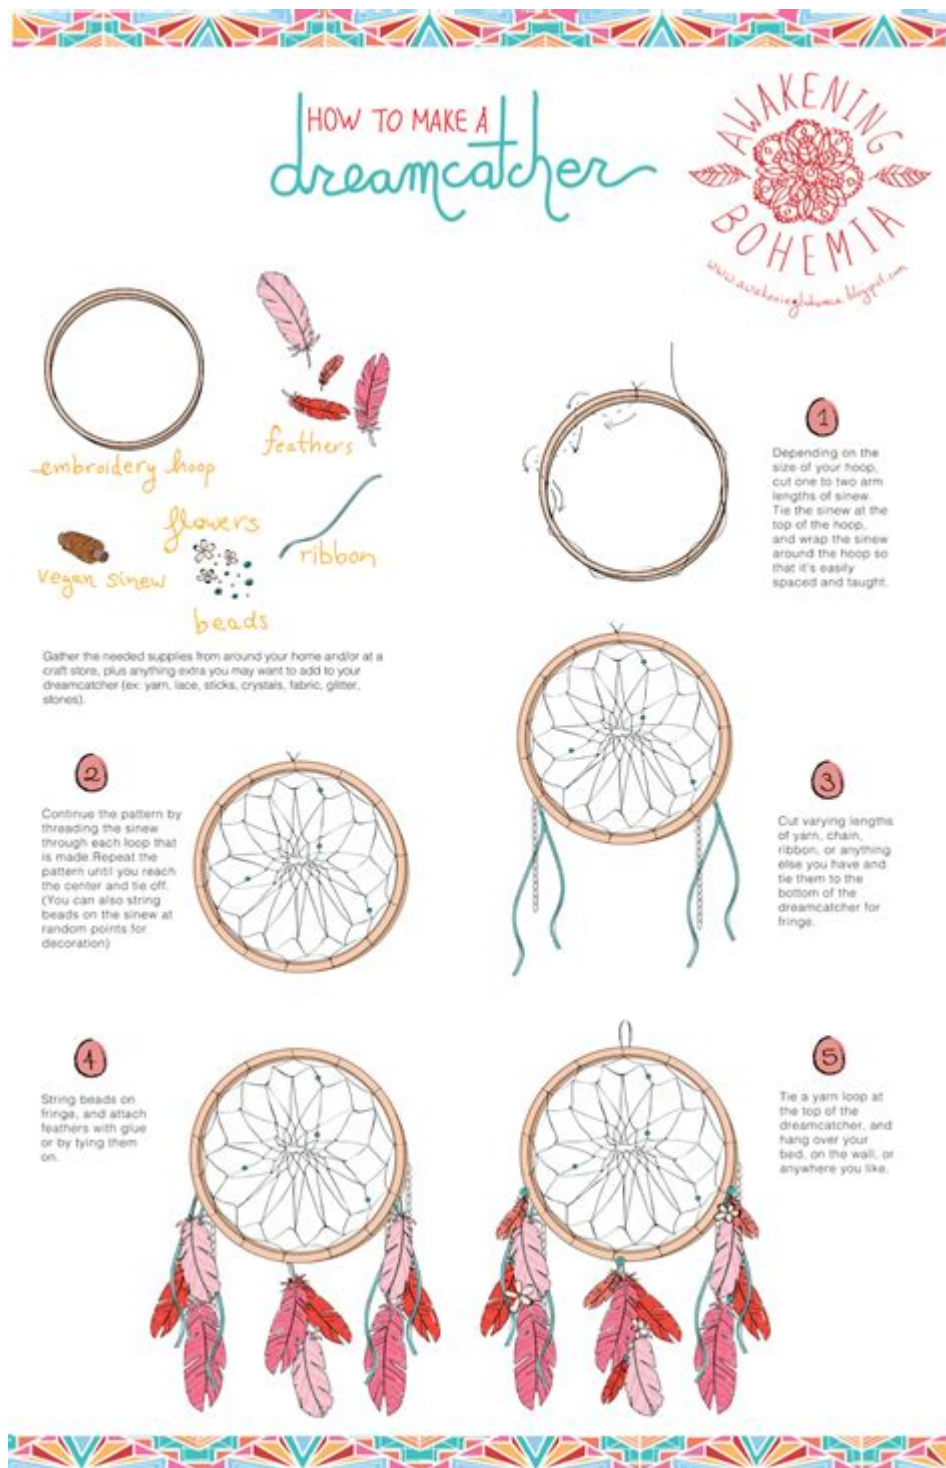 HOW TO MAKE A
dreamcatcher
AWAKENING
BOHEMIA
www.awakeningbohemia.blogspot.com
embroidery hoop
feathers
vegan sinew
flowers
beads
ribbon
Gather the needed supplies from around your home and/or at a
craft store, plus anything extra you may want to add to your
dreamcatcher (ex: yarn, lace, sticks, crystals, fabric, glitter,
stones).
1
Depending on the
size of your hoop,
cut one to two arm
lengths of sinew.
Tie the sinew at the
top of the hoop,
and wrap the sinew
around the hoop so
that it's easily
spaced and taught.
2
Continue the pattern by
threading the sinew
through each loop that
is made.Repeat the
pattern until you reach
the center and tie off.
(You can also string
beads on the sinew at
random points for
decoration)
3
Cut varying lengths
of yarn, chain,
ribbon, or anything
else you have and
tie them to the
bottom of the
dreamcatcher for
fringe.
4
String beads on
fringe, and attach
feathers with glue
or by tying them
on.
5
Tie a yarn loop at
the top of the
dreamcatcher, and
hang over your
bed, on the wall, or
anywhere you like.